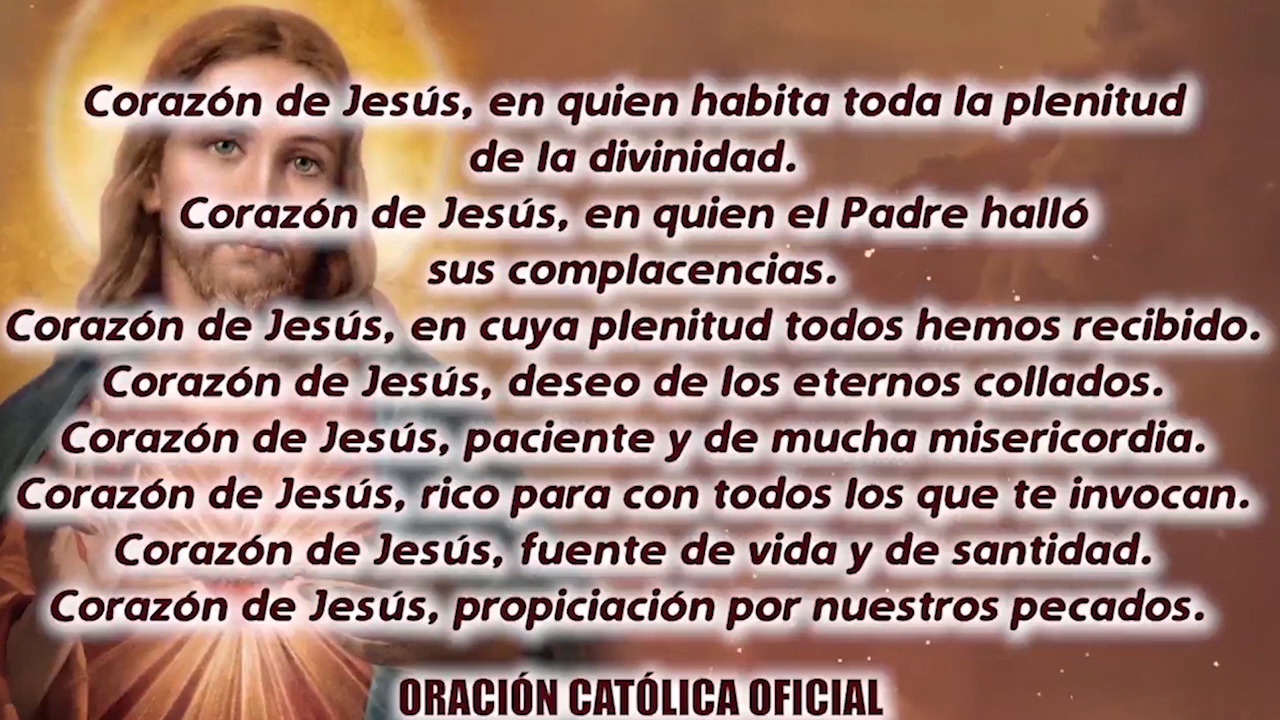 Corazón de Jesús, en quien habita toda la plenitud
de la divinidad.
Corazón de Jesús, en quien el Padre halló
sus complacencias.
Corazón de Jesús, en cuya plenitud todos hemos recibido.
Corazón de Jesús, deseo de los eternos collados.
Corazón de Jesús, paciente y de mucha misericordia.
Corazón de Jesús, rico para con todos los que te invocan.
Corazón de Jesús, fuente de vida y de santidad.
Corazón de Jesús, propiciación por nuestros pecados.
ORACIÓN CATÓLICA OFICIAL